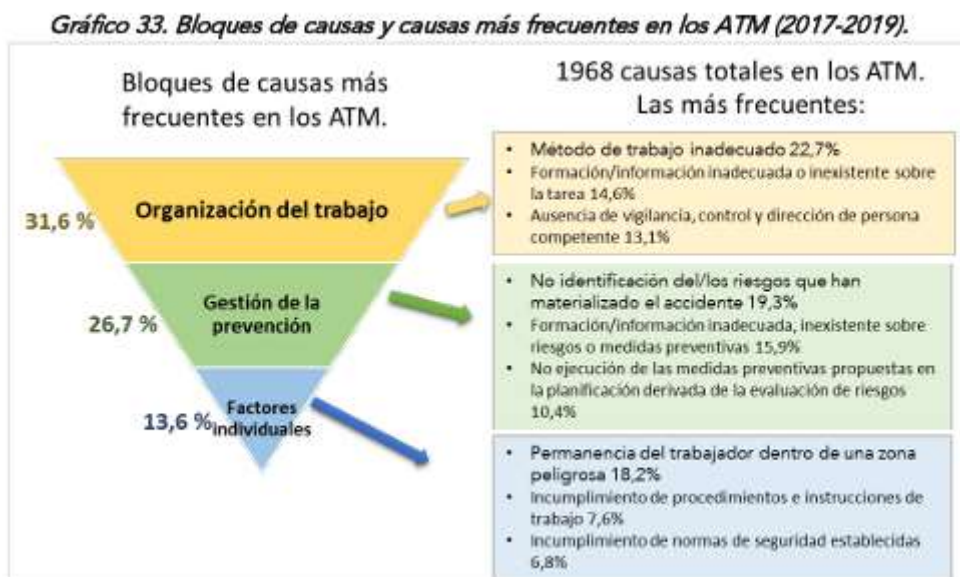 Gráfico 33. Bloques de causas y causas más frecuentes en los ATM (2017-2019).
Bloques de causas más
frecuentes en los ATM.
31,6 %
Organización del trabajo
26,7 %
Gestión de la
prevención
13,6 %
Factores
individuales
1968 causas totales en los ATM.
Las más frecuentes:
• Método de trabajo inadecuado 22,7%
• Formación/información inadecuada o inexistente sobre
la tarea 14,6%
• Ausencia de vigilancia, control y dirección de persona
competente 13,1%
• No identificación del/los riesgos que han
materializado el accidente 19,3%
• Formación/información inadecuada, inexistente sobre
riesgos o medidas preventivas 15,9%
• No ejecución de las medidas preventivas propuestas en
la planificación derivada de la evaluación de riesgos
10,4%
• Permanencia del trabajador dentro de una zona
peligrosa 18,2%
• Incumplimiento de procedimientos e instrucciones de
trabajo 7,6%
• Incumplimiento de normas de seguridad establecidas
6,8%